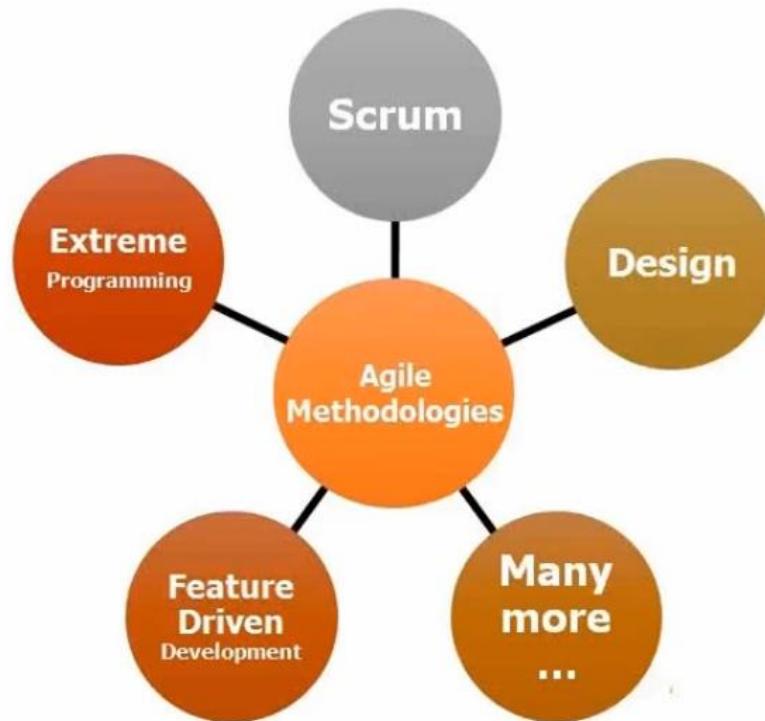 Scrum
Extreme
Programming
Design
Agile
Methodologies
Feature
Driven
Development
Many
more
...